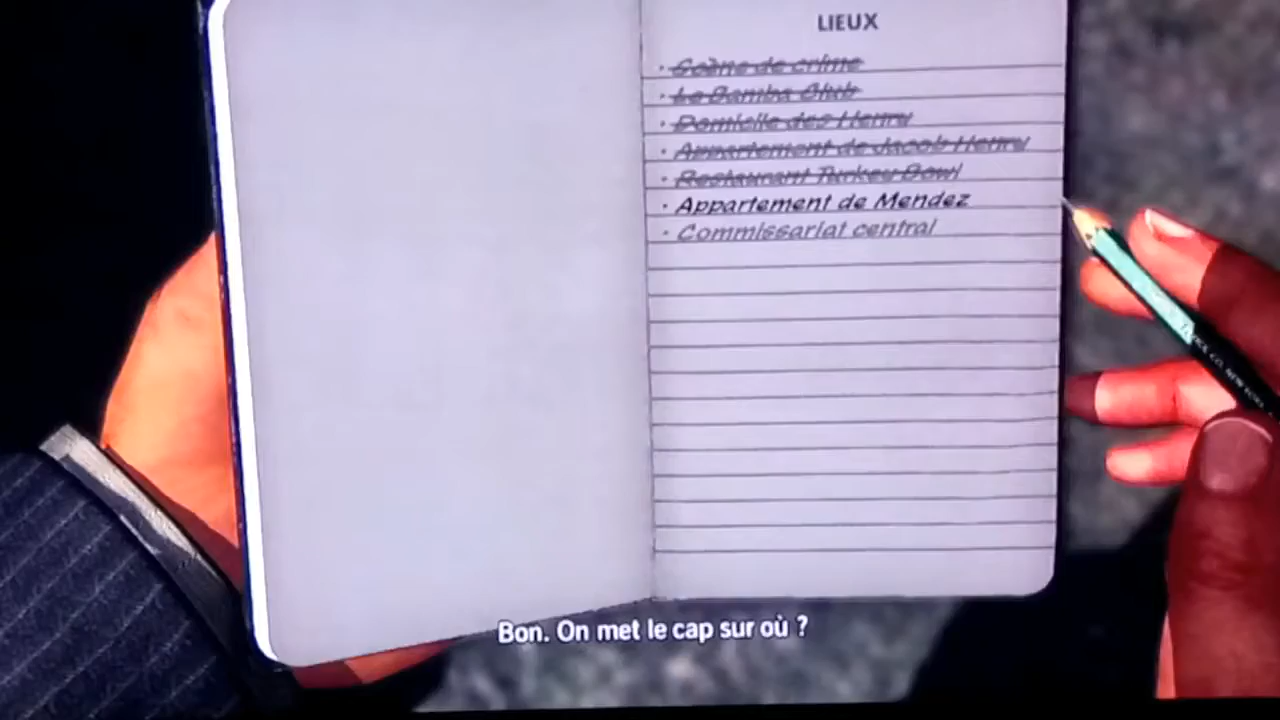 LIEUX
· Scène de crime
· La Bamba Club
· Domicile des Henry
· Appartement de Jacob Henry
· Restaurant Turkey Bowl
· Appartement de Mendez
· Commissariat central
Bon. On met le cap sur où ?